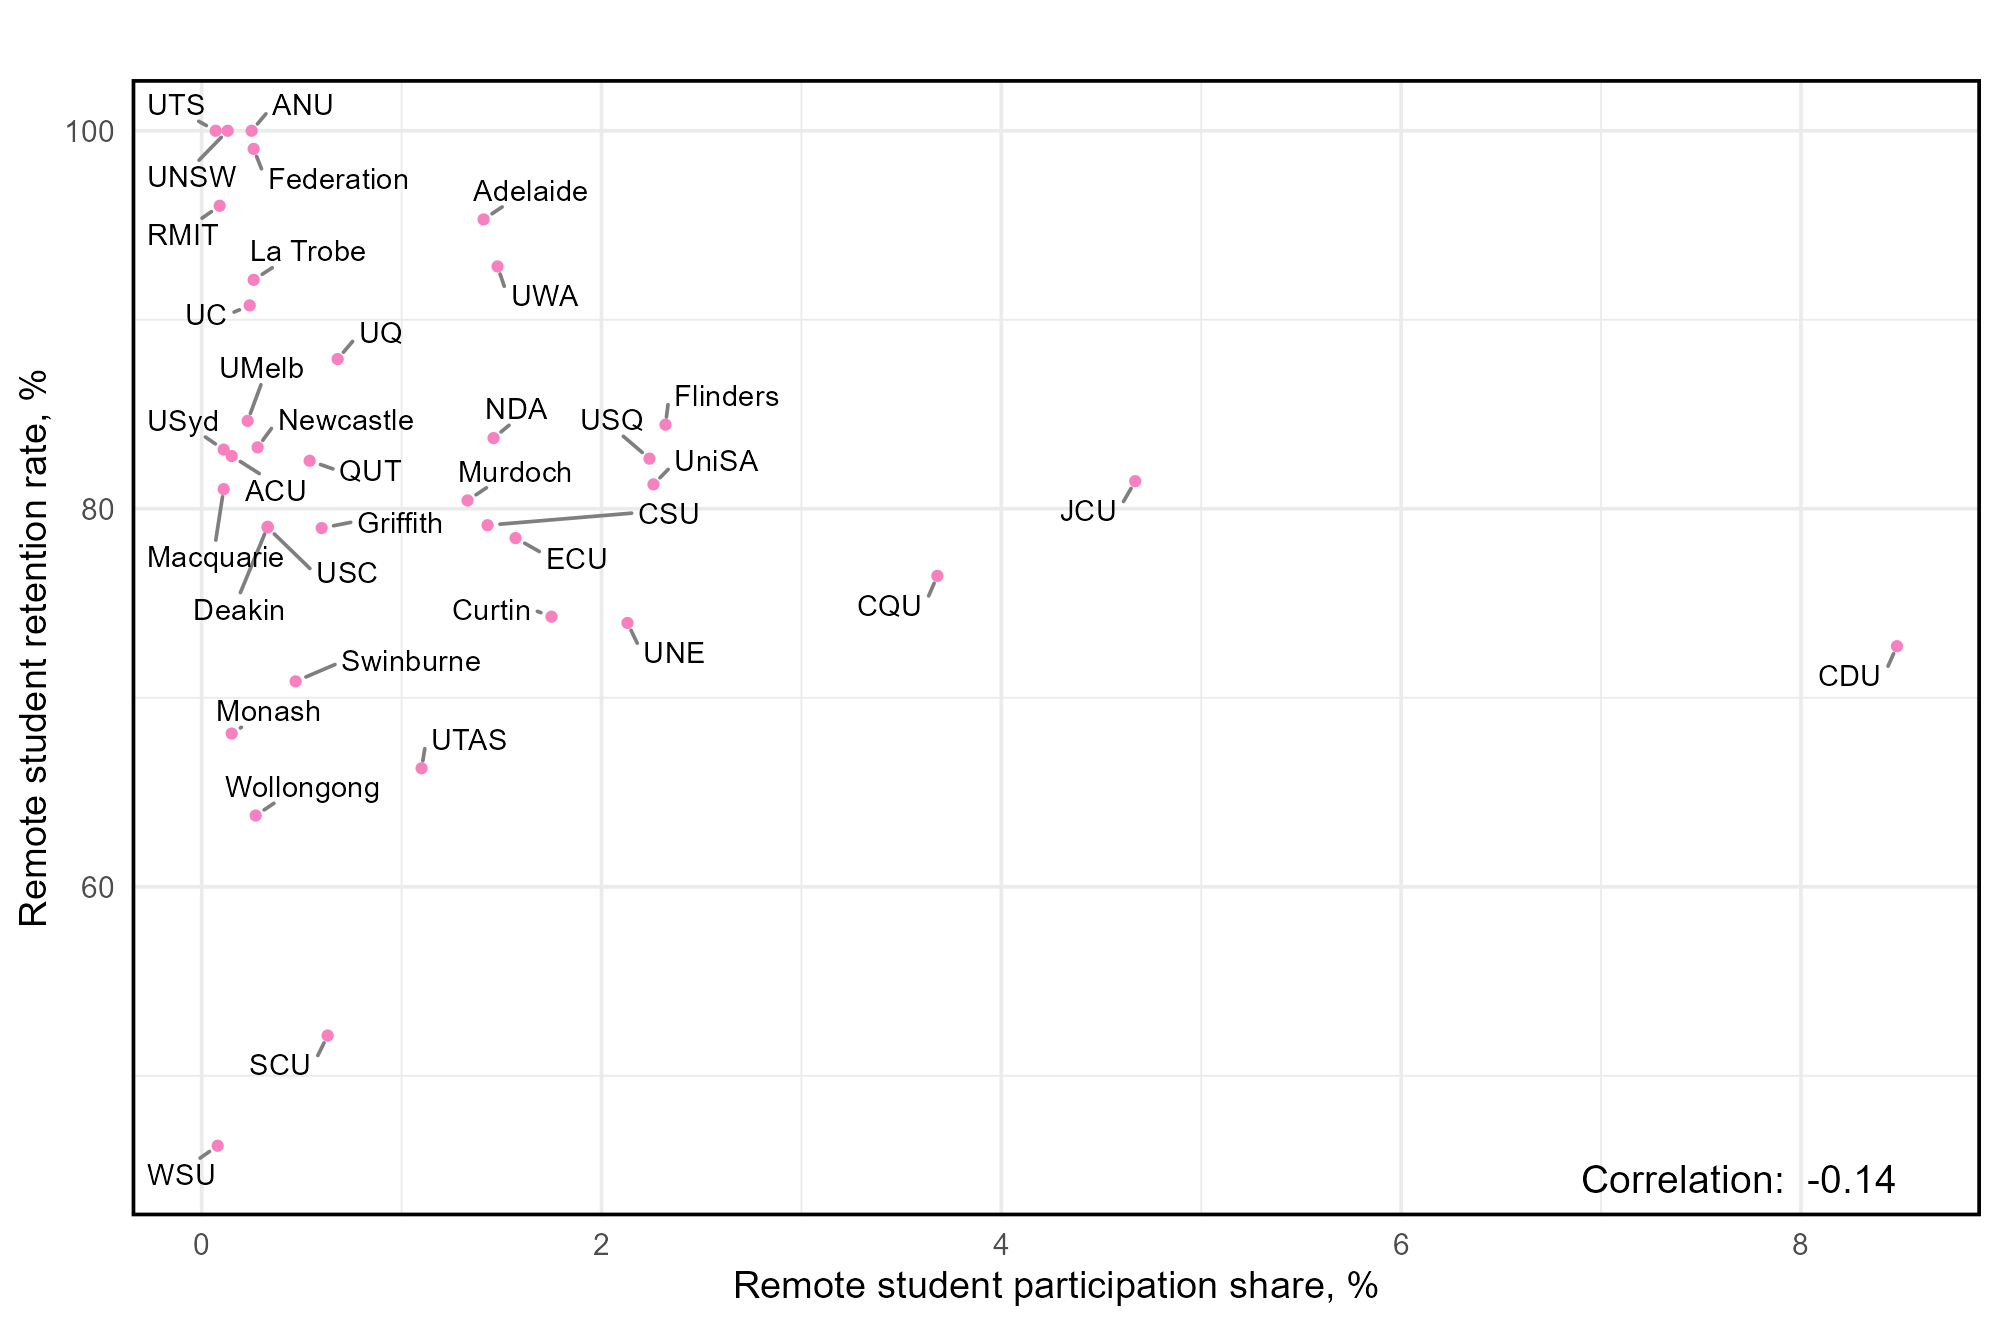 UTS
ANU
100
UNSW
Federation
Adelaide
RMIT
La Trobe
UWA
UC
UQ
UMelb
Flinders
NDA
USyd
Newcastle
USQ
QUT
Murdoch
UniSA
ACU
80
JCU
CSU
Griffith
Macquarie
ECU
USC
CQU
Deakin
Curtin
UNE
Swinburne
CDU
Monash
UTAS
Wollongong
60
SCU
WSU
Correlation: -0.14
Remote student retention rate, %
0
2
4
6
8
Remote student participation share, %